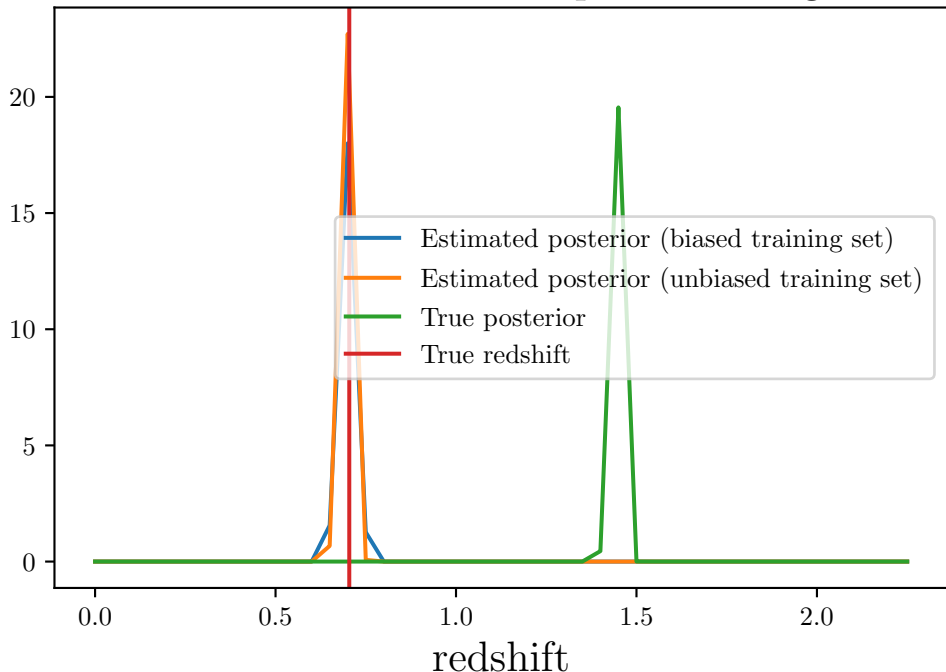 20
15
10
5
0
Estimated posterior (biased training set)
Estimated posterior (unbiased training set)
True posterior
True redshift
0.0 0.5 1.0 1.5 2.0
redshift